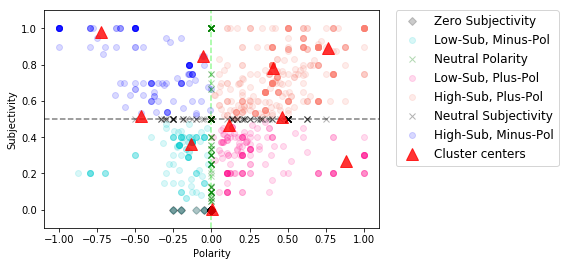 1.0
0.8
0.6
0.4
0.2
0.0
Subjectivity
−1.00 −0.75 −0.50 −0.25 0.00 0.25 0.50 0.75 1.00
Polarity
Zero Subjectivity
Low-Sub, Minus-Pol
Neutral Polarity
Low-Sub, Plus-Pol
High-Sub, Plus-Pol
Neutral Subjectivity
High-Sub, Minus-Pol
Cluster centers